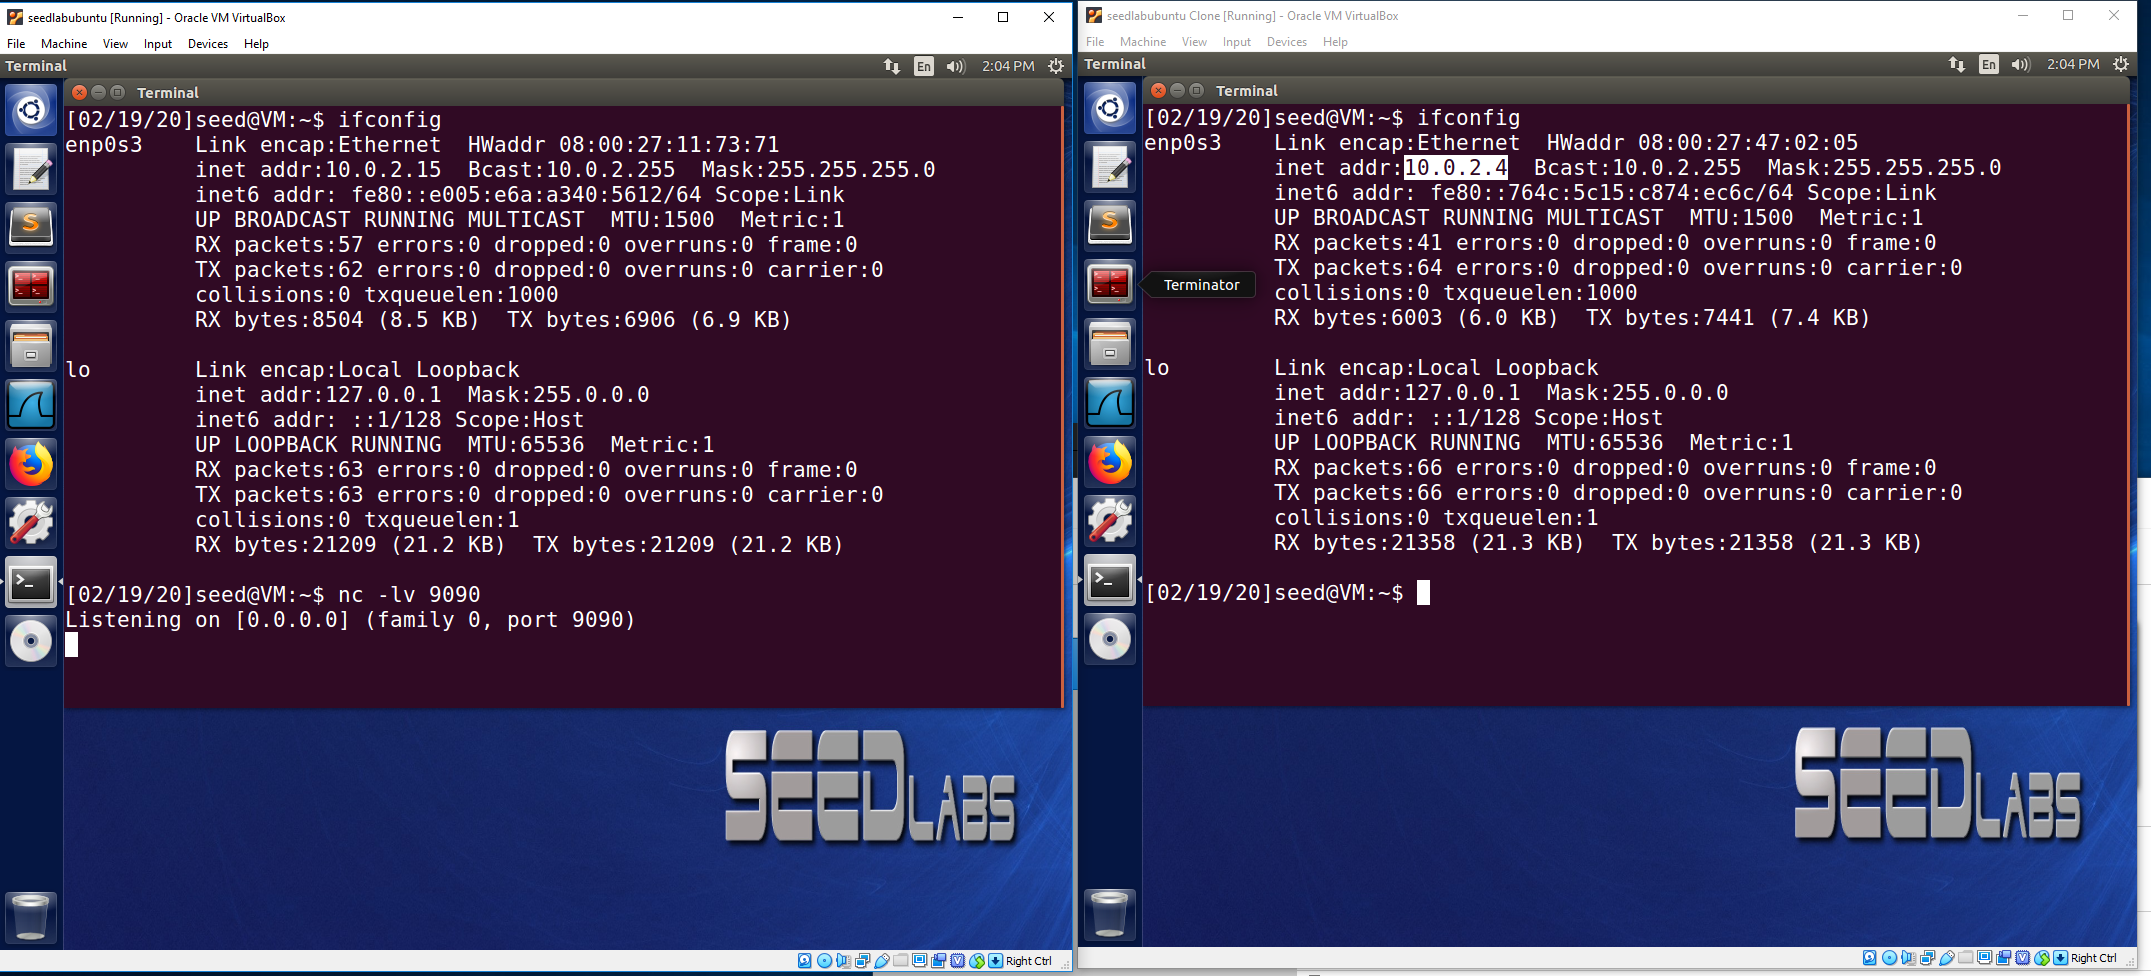 seedlabubuntu [Running] - Oracle VM VirtualBox
File Machine View Input Devices Help
Terminal En 2:04 PM
Terminal
[02/19/20]seed@VM:~$ ifconfig
enp0s3    Link encap:Ethernet  HWaddr 08:00:27:11:73:71
          inet addr:10.0.2.15  Bcast:10.0.2.255  Mask:255.255.255.0
          inet6 addr: fe80::e005:e6a:a340:5612/64 Scope:Link
          UP BROADCAST RUNNING MULTICAST  MTU:1500  Metric:1
          RX packets:57 errors:0 dropped:0 overruns:0 frame:0
          TX packets:62 errors:0 dropped:0 overruns:0 carrier:0
          collisions:0 txqueuelen:1000
          RX bytes:8504 (8.5 KB)  TX bytes:6906 (6.9 KB)
lo        Link encap:Local Loopback
          inet addr:127.0.0.1  Mask:255.0.0.0
          inet6 addr: ::1/128 Scope:Host
          UP LOOPBACK RUNNING  MTU:65536  Metric:1
          RX packets:63 errors:0 dropped:0 overruns:0 frame:0
          TX packets:63 errors:0 dropped:0 overruns:0 carrier:0
          collisions:0 txqueuelen:1
          RX bytes:21209 (21.2 KB)  TX bytes:21209 (21.2 KB)
[02/19/20]seed@VM:~$ nc -lv 9090
Listening on [0.0.0.0] (family 0, port 9090)
SEEDLABS
Right Ctrl
seedlabubuntu Clone [Running] - Oracle VM VirtualBox
File Machine View Input Devices Help
Terminal En 2:04 PM
Terminal
[02/19/20]seed@VM:~$ ifconfig
enp0s3    Link encap:Ethernet  HWaddr 08:00:27:47:02:05
          inet addr:10.0.2.4  Bcast:10.0.2.255  Mask:255.255.255.0
          inet6 addr: fe80::764c:5c15:c874:ec6c/64 Scope:Link
          UP BROADCAST RUNNING MULTICAST  MTU:1500  Metric:1
          RX packets:41 errors:0 dropped:0 overruns:0 frame:0
          TX packets:64 errors:0 dropped:0 overruns:0 carrier:0
Terminator
          collisions:0 txqueuelen:1000
          RX bytes:6003 (6.0 KB)  TX bytes:7441 (7.4 KB)
lo        Link encap:Local Loopback
          inet addr:127.0.0.1  Mask:255.0.0.0
          inet6 addr: ::1/128 Scope:Host
          UP LOOPBACK RUNNING  MTU:65536  Metric:1
          RX packets:66 errors:0 dropped:0 overruns:0 frame:0
          TX packets:66 errors:0 dropped:0 overruns:0 carrier:0
          collisions:0 txqueuelen:1
          RX bytes:21358 (21.3 KB)  TX bytes:21358 (21.3 KB)
[02/19/20]seed@VM:~$
SEEDLABS
Right Ctrl